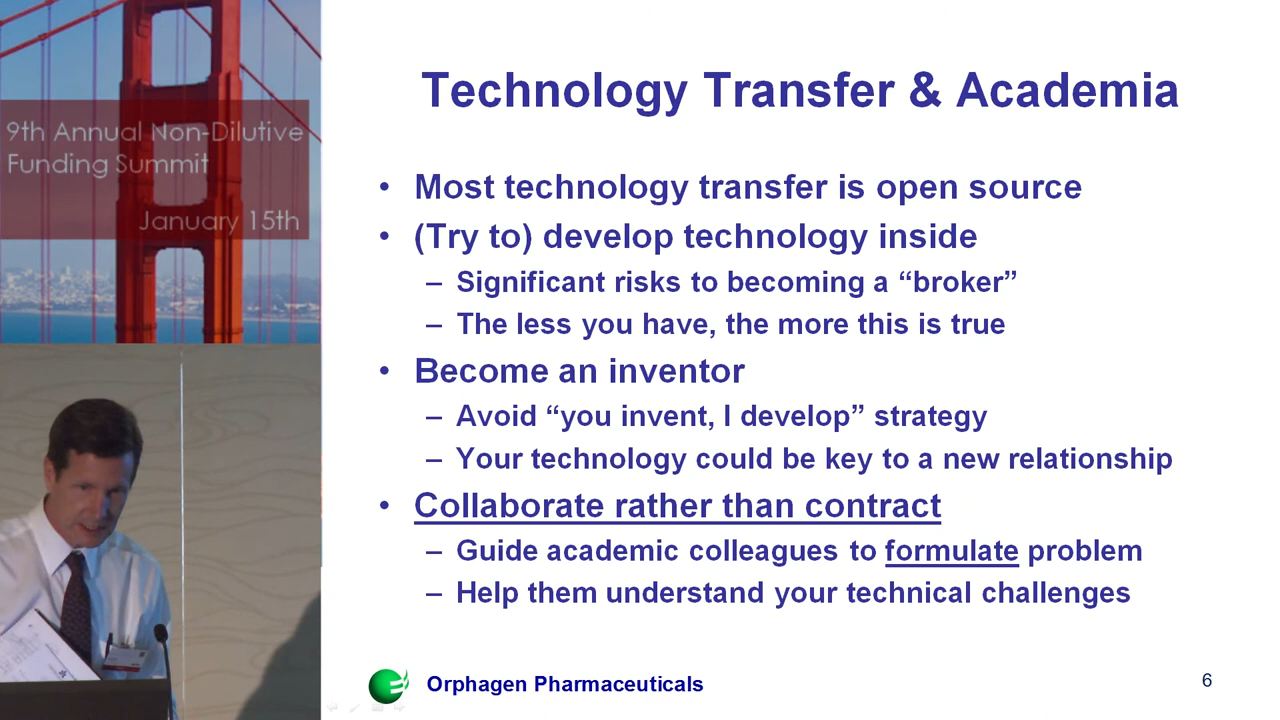 9th Annual Non-Dilutive
Funding Summit
January 15th
Technology Transfer & Academia
• Most technology transfer is open source
• (Try to) develop technology inside
– Significant risks to becoming a “broker”
– The less you have, the more this is true
• Become an inventor
– Avoid “you invent, I develop” strategy
– Your technology could be key to a new relationship
• Collaborate rather than contract
– Guide academic colleagues to formulate problem
– Help them understand your technical challenges
Orphagen Pharmaceuticals
6